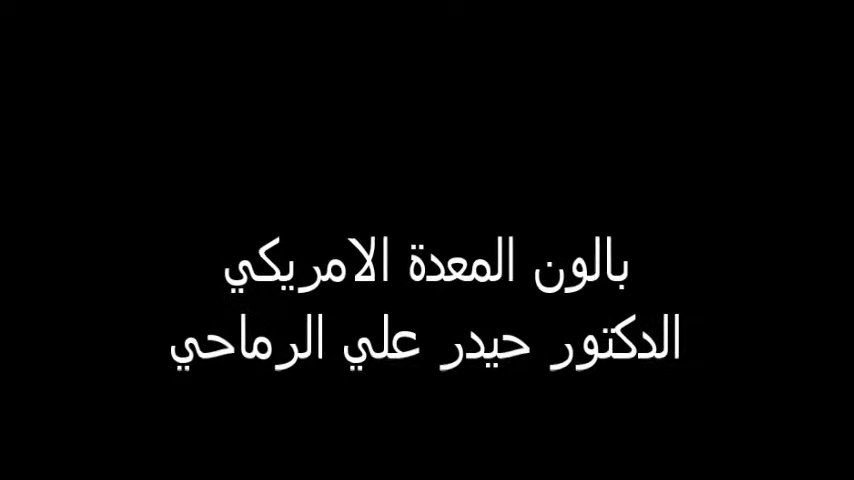 بالون المعدة الامريكي
الدكتور حيدر علي الرماحي